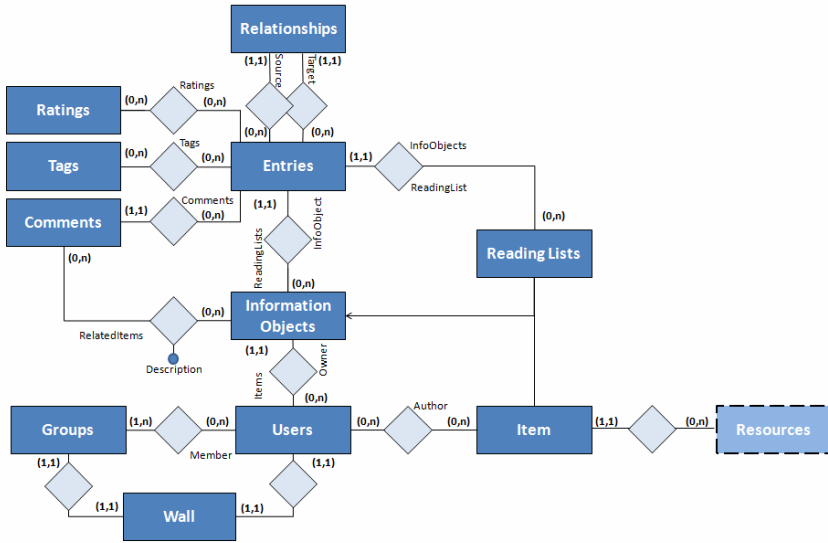 Relationships
(1,1)
Source
Target
(1,1)
Ratings
(0,n)
(0,n)
Ratings
(0,n)
(0,n)
Tags
(0,n)
Tags
(0,n)
Entries
(1,1)
InfoObjects
ReadingList
(1,1)
Comments
(0,n)
Comments
(1,1)
InfoObject
(0,n)
(0,n)
ReadingLists
Reading Lists
(0,n)
(0,n)
Information
Objects
RelatedItems
(1,1)
Owner
Description
Items
(0,n)
Author
Groups
(1,n)
(0,n)
Users
(0,n)
(0,n)
Item
(1,1)
(0,n)
Resources
Member
(1,1)
(1,1)
(1,1)
Wall
(1,1)